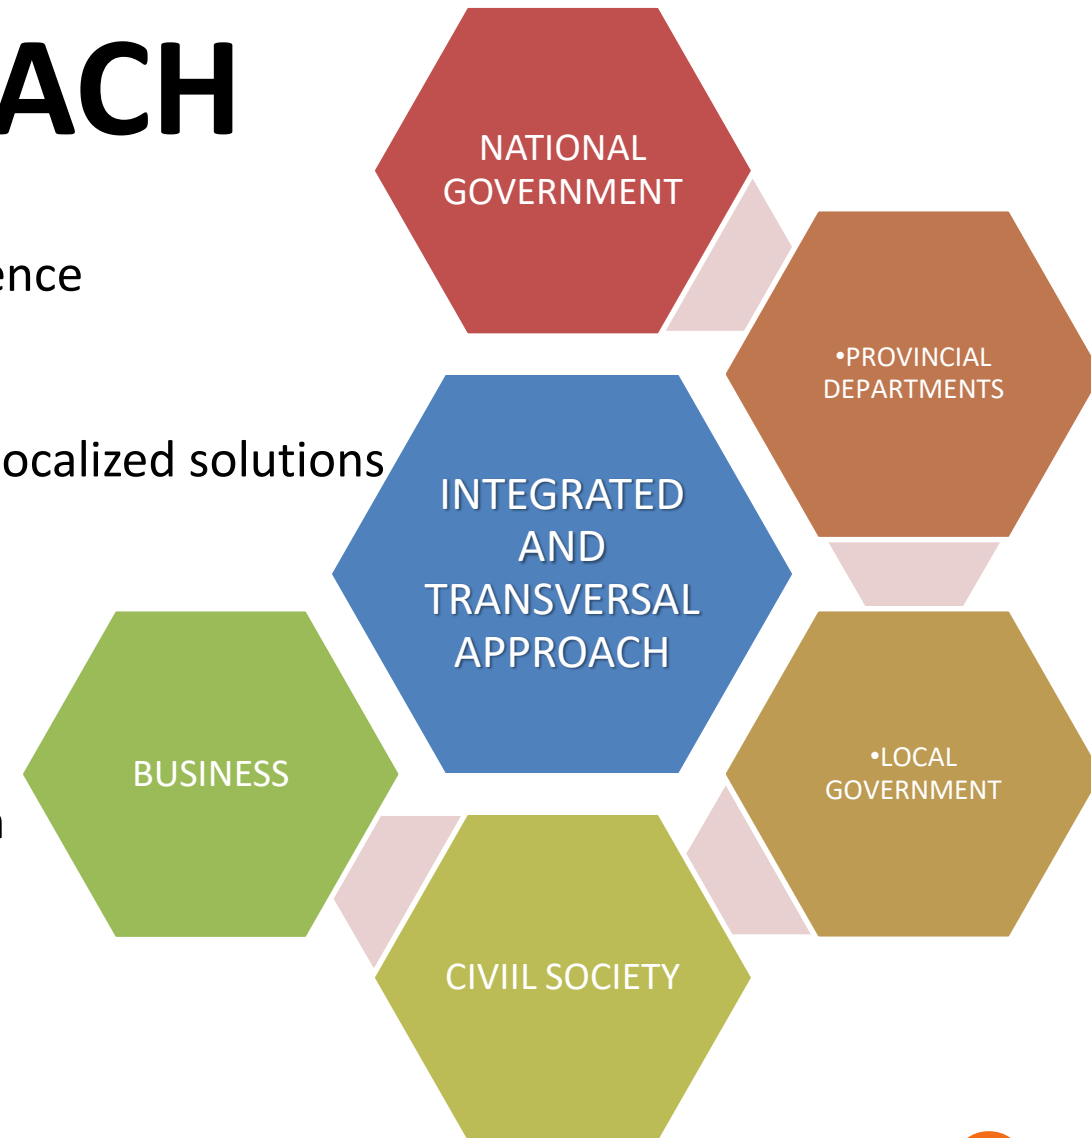 ACH
ence
ocalized solutions
NATIONAL
GOVERNMENT
•PROVINCIAL
DEPARTMENTS
INTEGRATED
AND
TRANSVERSAL
APPROACH
•LOCAL
GOVERNMENT
BUSINESS
CIVIIL SOCIETY